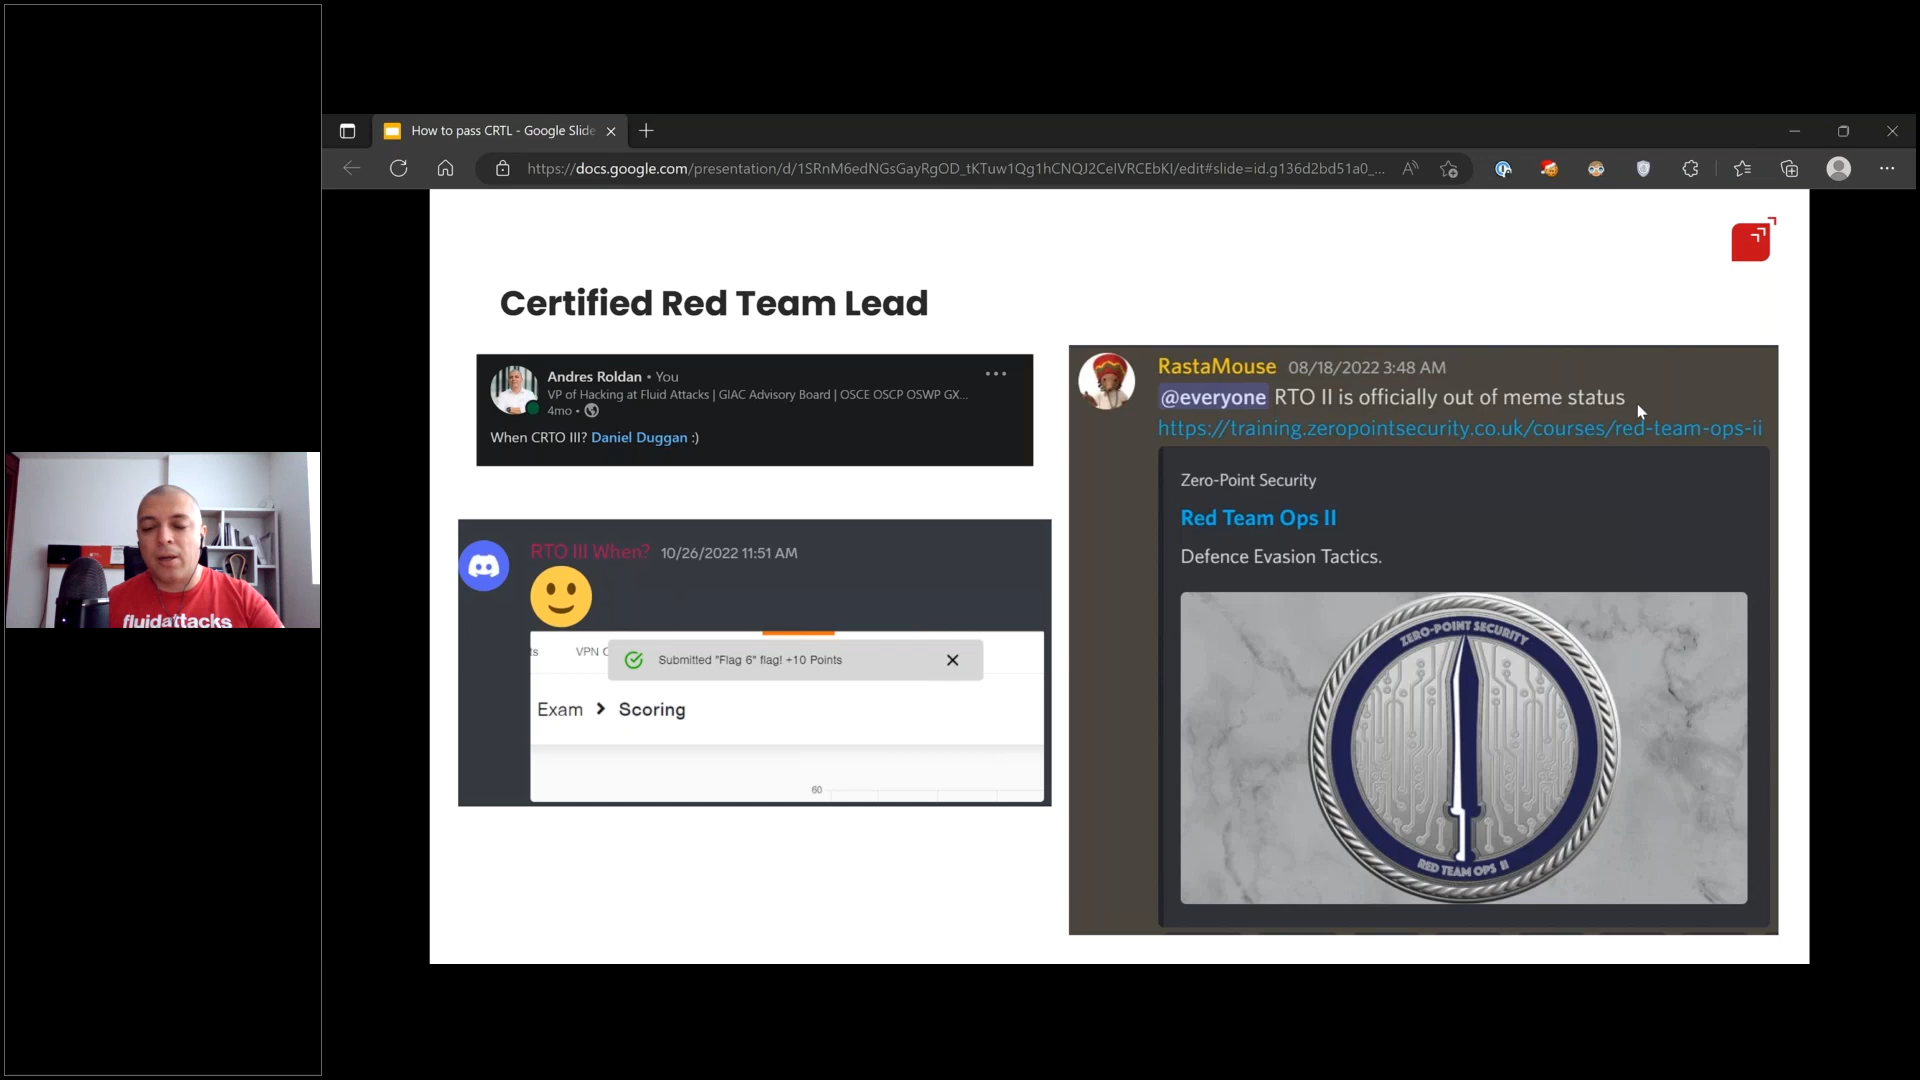 How to pass CRTL - Google Slide
https://docs.google.com/presentation/d/1SRnM6edNGsGayRgOD_tKTuw1Qg1hCNQJ2CeIVRCEbKI/edit#slide=id.g136d2bd51a0_...
Certified Red Team Lead
Andres Roldan • You
VP of Hacking at Fluid Attacks | GIAC Advisory Board | OSCE OSCP OSWP GX...
4mo •
When CRTO III? Daniel Duggan :)
RTO III When? 10/26/2022 11:51 AM
ts VPN C
Submitted "Flag 6" flag! +10 Points
Exam > Scoring
60
RastaMouse 08/18/2022 3:48 AM
@everyone RTO II is officially out of meme status
https://training.zeropointsecurity.co.uk/courses/red-team-ops-ii
Zero-Point Security
Red Team Ops II
Defence Evasion Tactics.
ZERO-POINT SECURITY
RED TEAM OPS II
fluidattacks